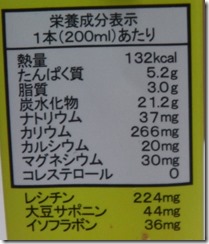 栄養成分表示
1本(200ml)あたり
熱量 132kcal
たんぱく質 5.2g
脂質 3.0g
炭水化物 21.2g
ナトリウム 37mg
カリウム 266mg
カルシウム 20mg
マグネシウム 30mg
コレステロール 0
レシチン 224mg
大豆サポニン 44mg
イソフラボン 36mg